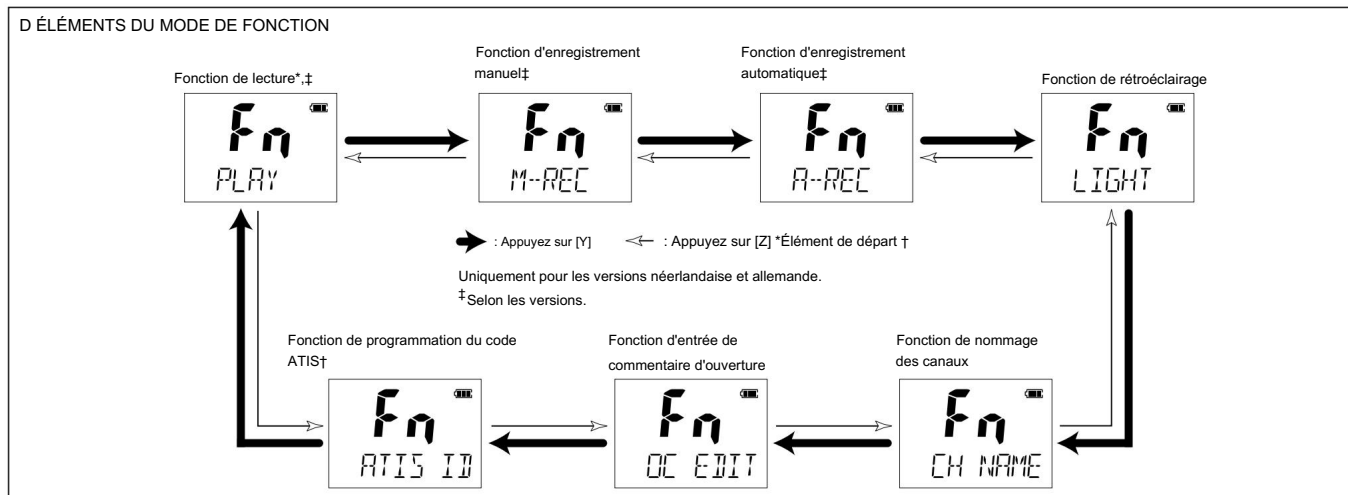 D ÉLÉMENTS DU MODE DE FONCTION
Fonction de lecture*,‡
Fn
PLAY
Fonction d'enregistrement
manuel‡
Fn
M-REC
Fonction d'enregistrement
automatique‡
Fn
A-REC
Fonction de rétroéclairage
Fn
LIGHT
: Appuyez sur [Y]
: Appuyez sur [Z] *Élément de départ †
Uniquement pour les versions néerlandaise et allemande.
‡Selon les versions.
Fonction de programmation du code
ATIS†
Fn
ATIS ID
Fonction d'entrée de
commentaire d'ouverture
Fn
OC EDIT
Fonction de nommage
des canaux
Fn
CH NAME